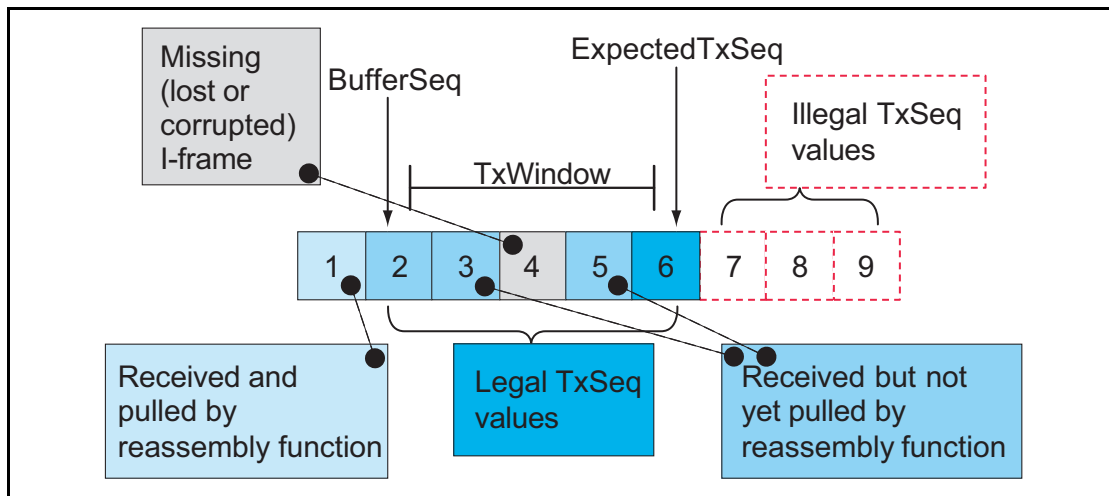 Missing
(lost or
corrupted)
I-frame
BufferSeq
ExpectedTxSeq
TxWindow
Illegal TxSeq
values
1 2 3 4 5 6 7 8 9
Received and
pulled by
reassembly function
Legal TxSeq
values
Received but not
yet pulled by
reassembly function